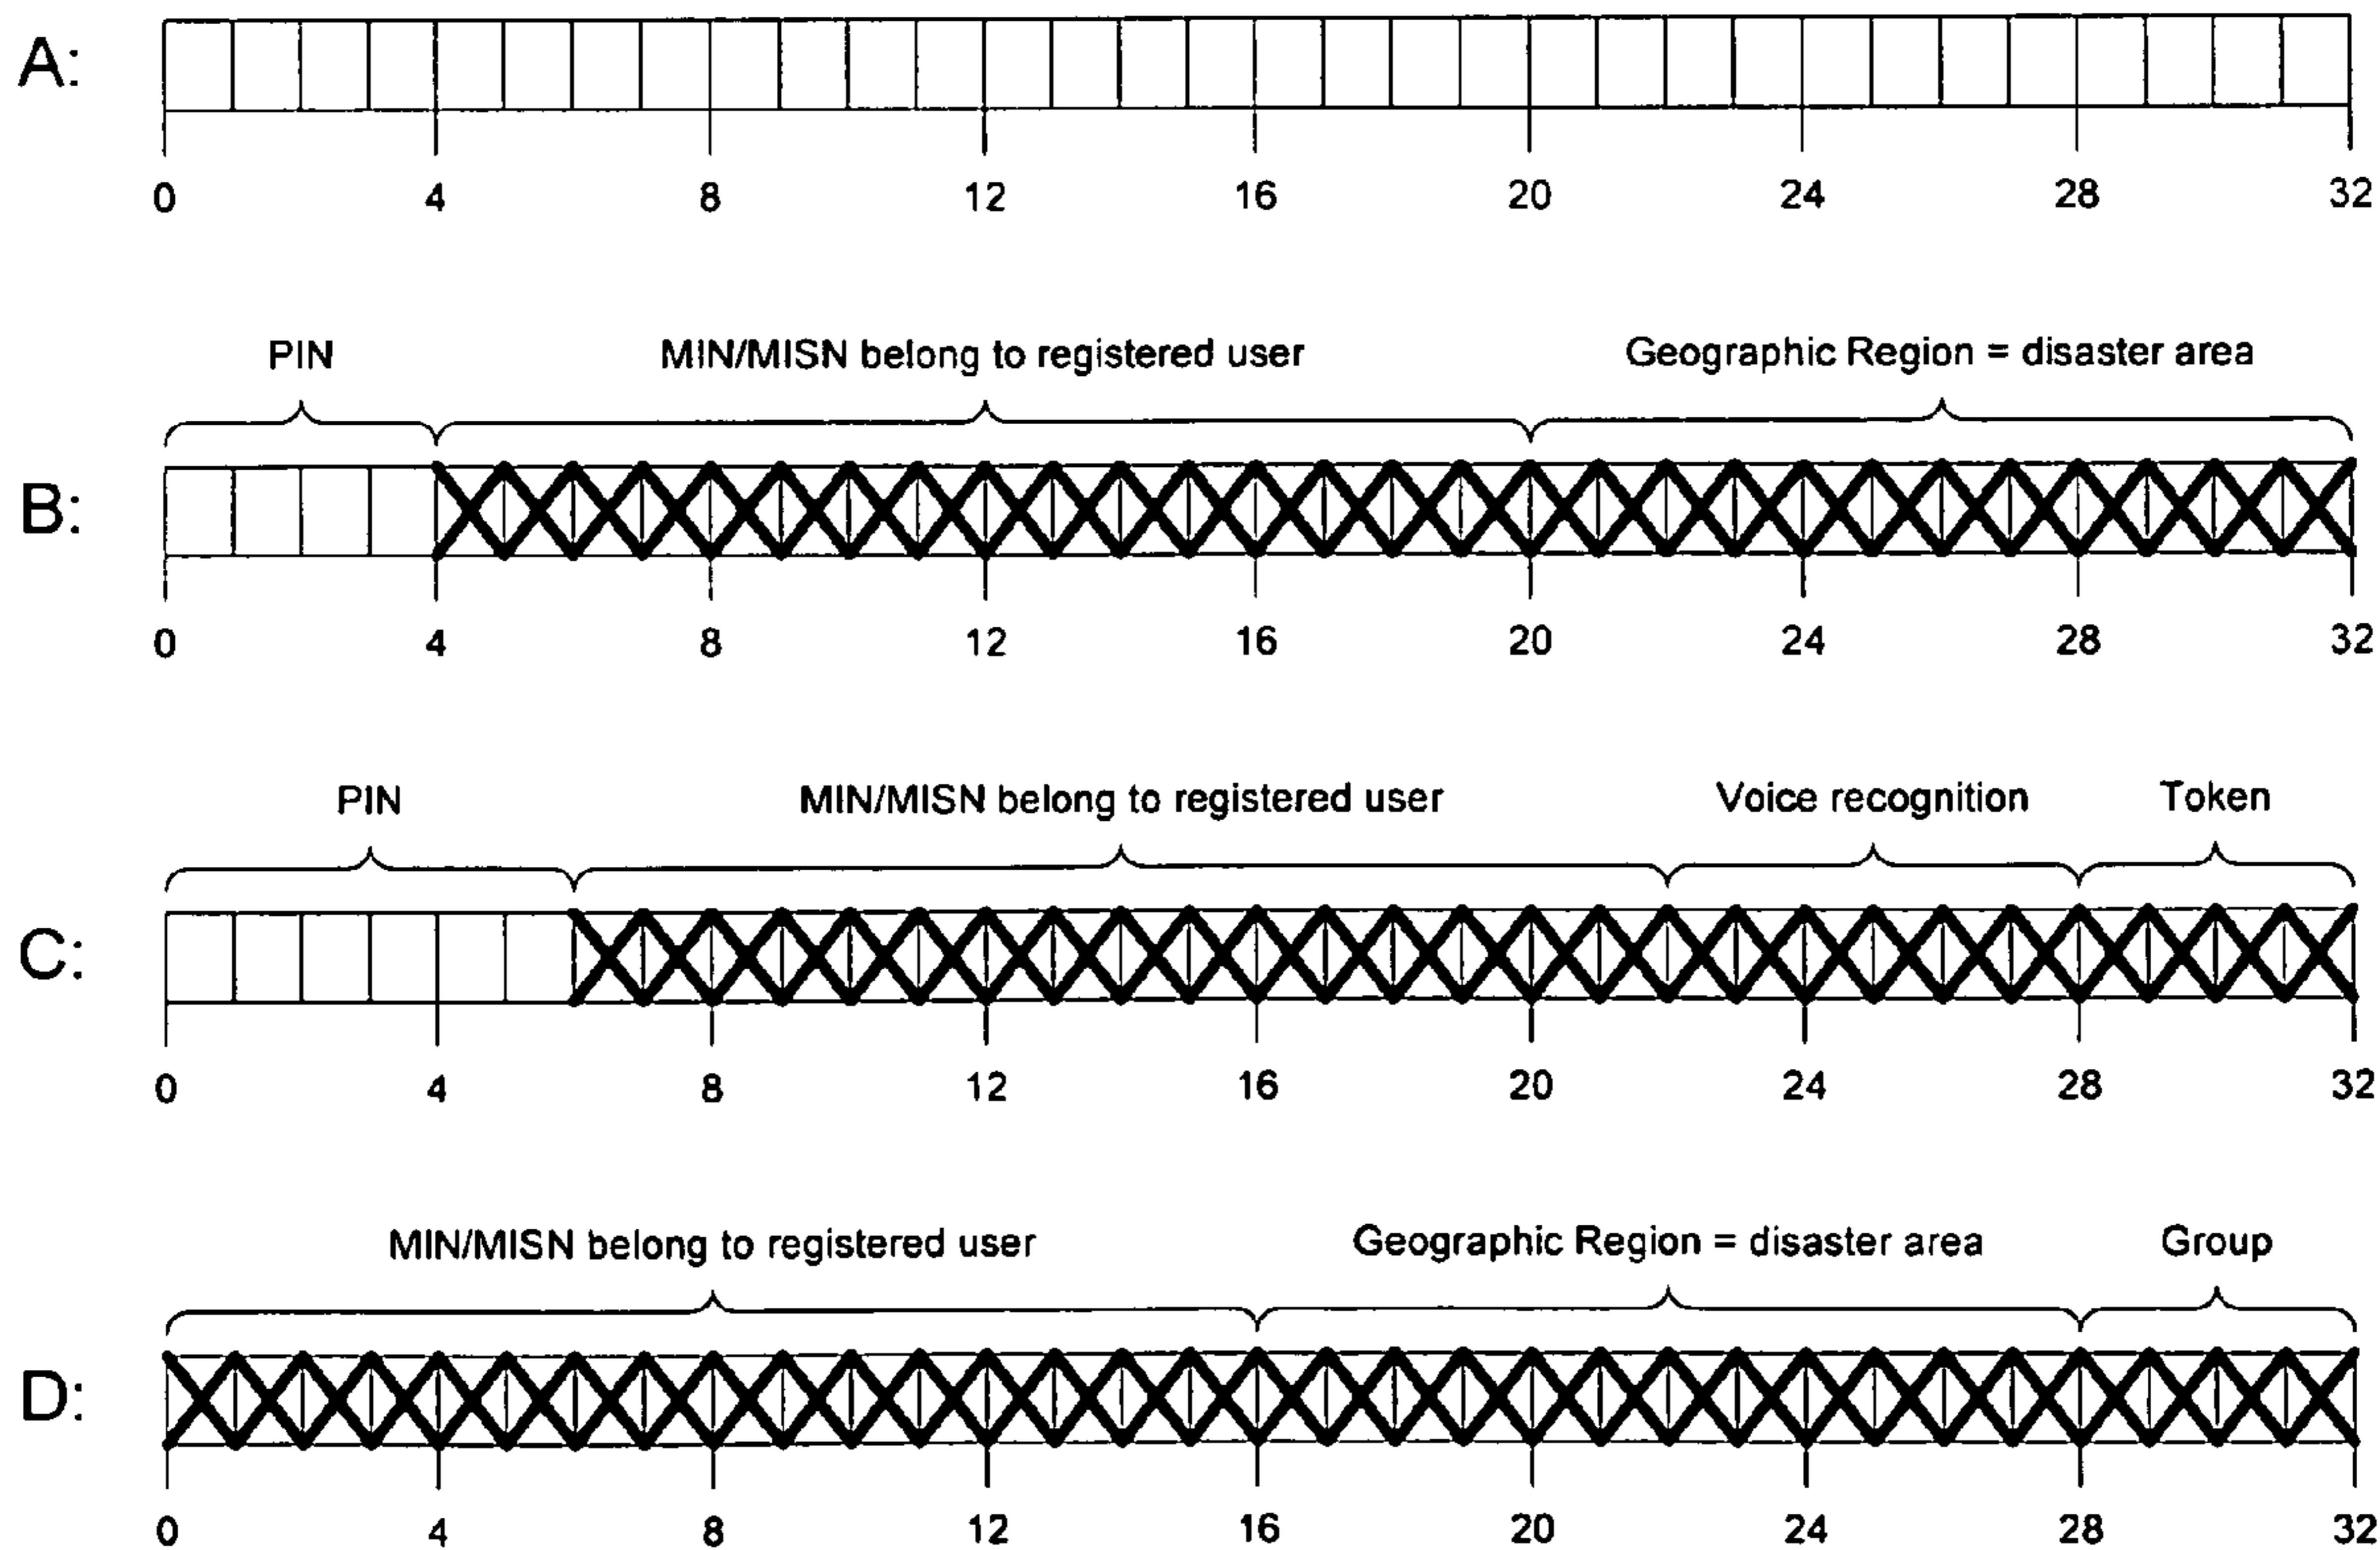 A:
0 4 8 12 16 20 24 28 32
PIN MIN/MISN belong to registered user Geographic Region = disaster area
B:
0 4 8 12 16 20 24 28 32
PIN MIN/MISN belong to registered user Voice recognition Token
C:
0 4 8 12 16 20 24 28 32
MIN/MISN belong to registered user Geographic Region = disaster area Group
D:
0 4 8 12 16 20 24 28 32